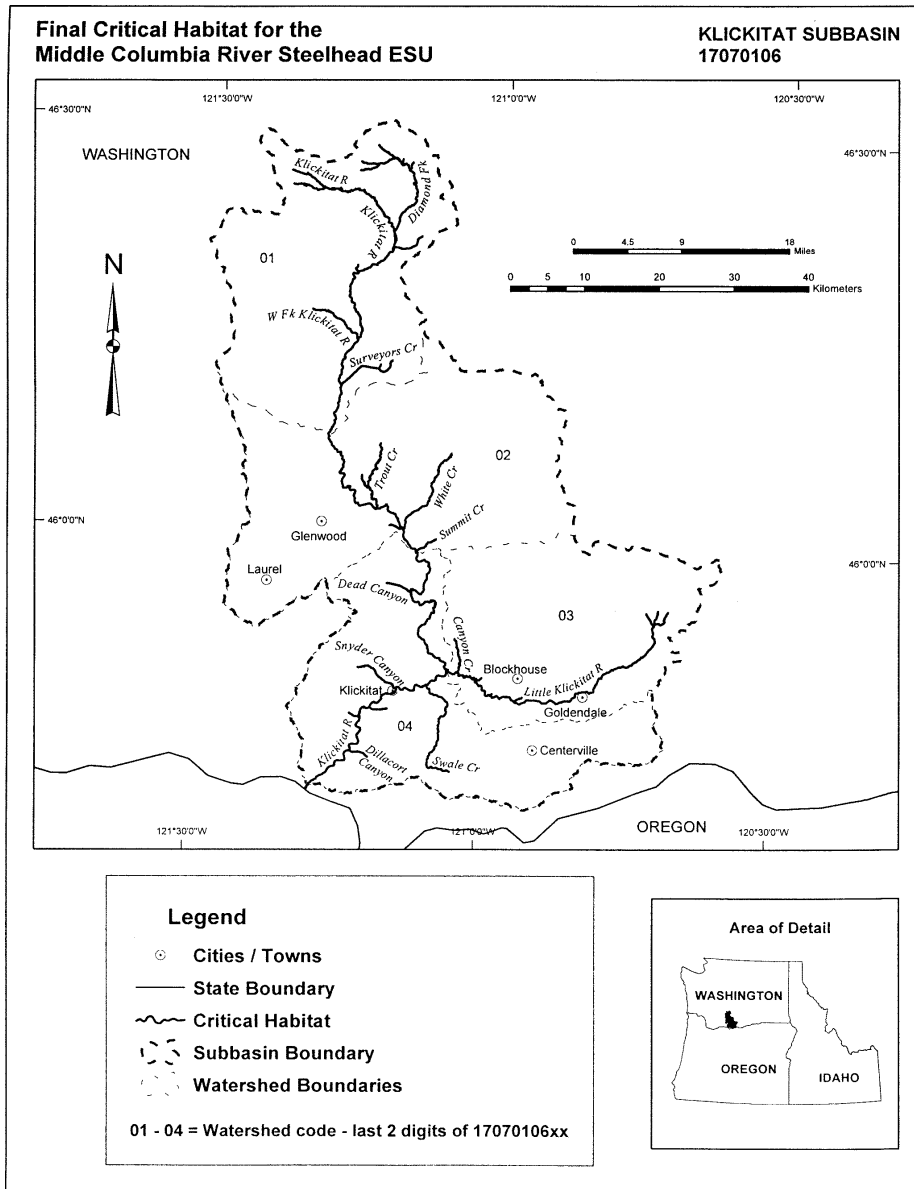 Final Critical Habitat for the
Middle Columbia River Steelhead ESU
KLICKITAT SUBBASIN
17070106
121°30'0"W
121°0'0"W
120°30'0"W
46°30'0"N
46°30'0"N
WASHINGTON
Klickitat R
Diamond Fk
Klickitat R
01
0 4.5 9 18
Miles
0 5 10 20 30 40
Kilometers
N
W Fk Klickitat R
Surveyors Cr
02
Trout Cr
White Cr
Summit Cr
46°0'0"N
46°0'0"N
Glenwood
Laurel
Dead Canyon
03
Canyon Cr
Snyder Canyon
Blockhouse
Little Klickitat R
Klickitat
Goldendale
04
Klickitat R
Dillacort
Canyon
Swale Cr
Centerville
OREGON
121°30'0"W
121°0'0"W
120°30'0"W
Legend
Cities / Towns
State Boundary
Critical Habitat
Subbasin Boundary
Watershed Boundaries
01 - 04 = Watershed code - last 2 digits of 17070106xx
Area of Detail
WASHINGTON
OREGON
IDAHO